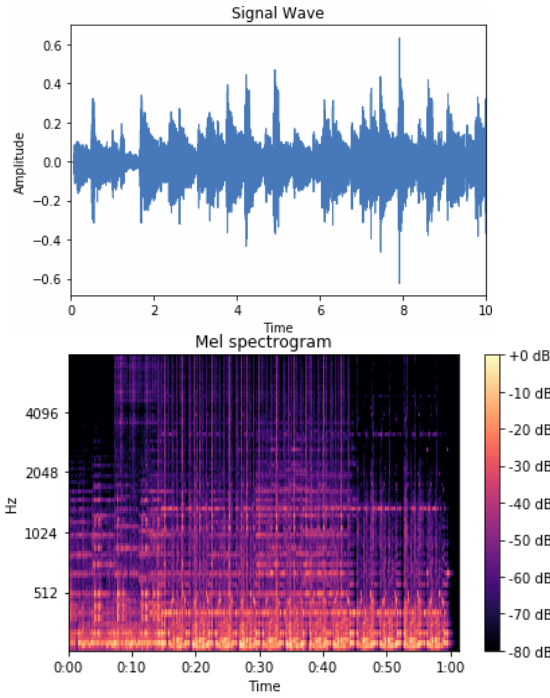 Signal Wave
0.6
0.4
0.2
0.0
−0.2
−0.4
−0.6
Amplitude
0 2 4 6 8 10
Time
Mel spectrogram
4096
2048
1024
512
Hz
0:00 0:10 0:20 0:30 0:40 0:50 1:00
Time
+0 dB
-10 dB
-20 dB
-30 dB
-40 dB
-50 dB
-60 dB
-70 dB
-80 dB